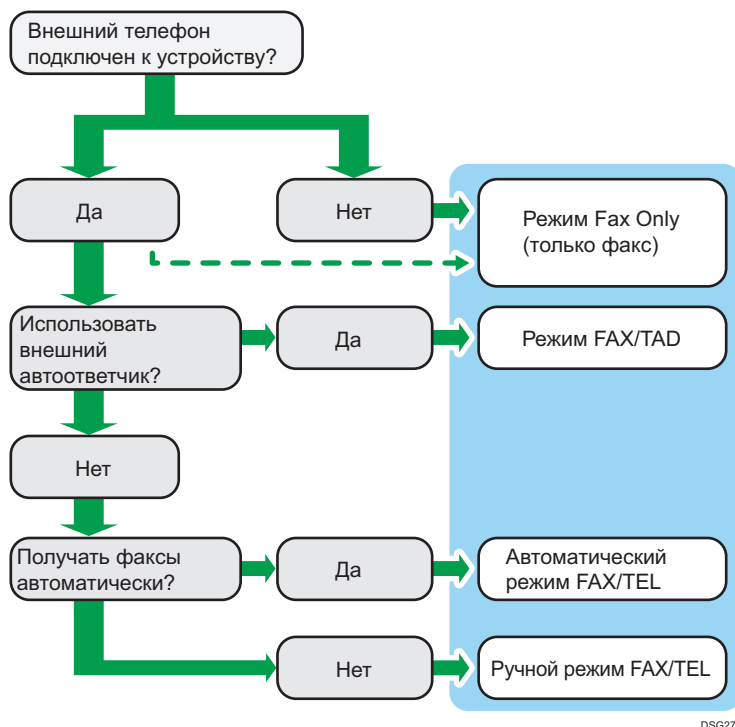 Внешний телефон
подключен к устройству?
Да
Нет
Режим Fax Only
(только факс)
Использовать
внешний
автоответчик?
Да
Режим FAX/TAD
Нет
Получать факсы
автоматически?
Да
Автоматический
режим FAX/TEL
Нет
Ручной режим FAX/TEL